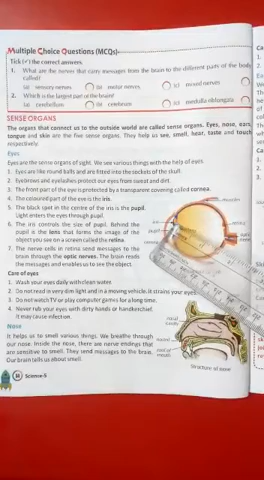 Multiple Choice Questions (MCQs)
Tick (✓) the correct answers.
1. What are the nerves that carry messages from the brain to the different parts of the body called?
(a) sensory nerves (b) motor nerves (c) mixed nerves
2. Which is the largest part of the brain?
(a) cerebellum (b) cerebrum (c) medulla oblongata
SENSE ORGANS
The organs that connect us to the outside world are called sense organs. Eyes, nose, ears,
tongue and skin are the five sense organs. They help us see, smell, hear, taste and touch
respectively.
Eyes
Eyes are the sense organs of sight. We see various things with the help of eyes.
1. Eyes are like round balls and are fitted into the sockets of the skull.
2. Eyebrows and eyelashes protect our eyes from sweat and dirt.
3. The front part of the eye is protected by a transparent covering called cornea.
4. The coloured part of the eye is the iris.
5. The black spot in the centre of the iris is the pupil.
Light enters the eyes through pupil.
6. The iris controls the size of pupil. Behind the
pupil is the lens that forms the image of the
object you see on a screen called the retina.
7. The nerve cells in retina send messages to the
brain through the optic nerves. The brain reads
the messages and enables us to see the object.
muscles
retina
pupil
optic nerve
Care of eyes
1. Wash your eyes daily with clean water.
2. Do not read in very dim light and in a moving vehicle. It strains your eyes.
3. Do not watch TV or play computer games for a long time.
4. Never rub your eyes with dirty hands or handkerchief.
It may cause infection.
Nose
It helps us to smell various things. We breathe through
our nose. Inside the nose, there are nerve endings that
are sensitive to smell. They send messages to the brain.
Our brain tells us about smell.
nasal cavity
nostril
roof of mouth
Structure of nose
Science-5